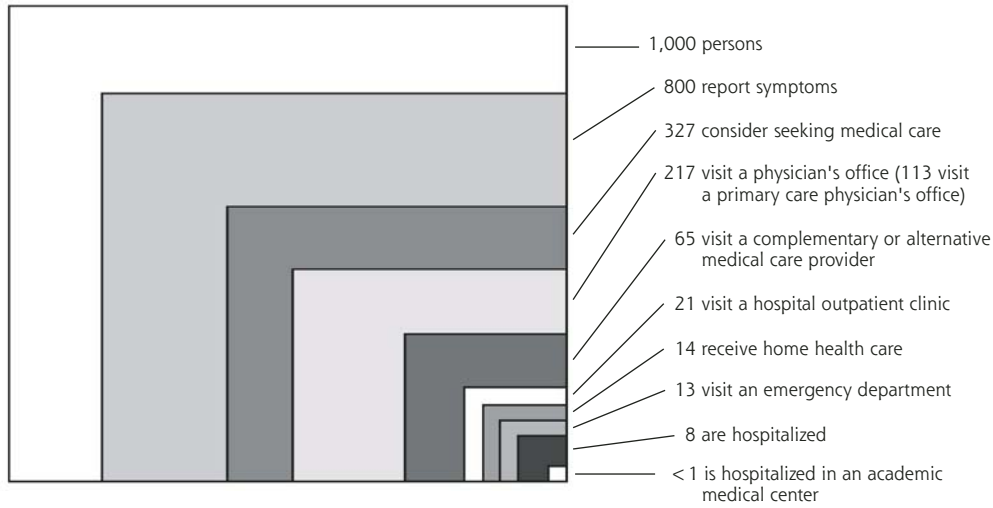 1,000 persons
800 report symptoms
327 consider seeking medical care
217 visit a physician's office (113 visit
a primary care physician's office)
65 visit a complementary or alternative
medical care provider
21 visit a hospital outpatient clinic
14 receive home health care
13 visit an emergency department
8 are hospitalized
<1 is hospitalized in an academic
medical center